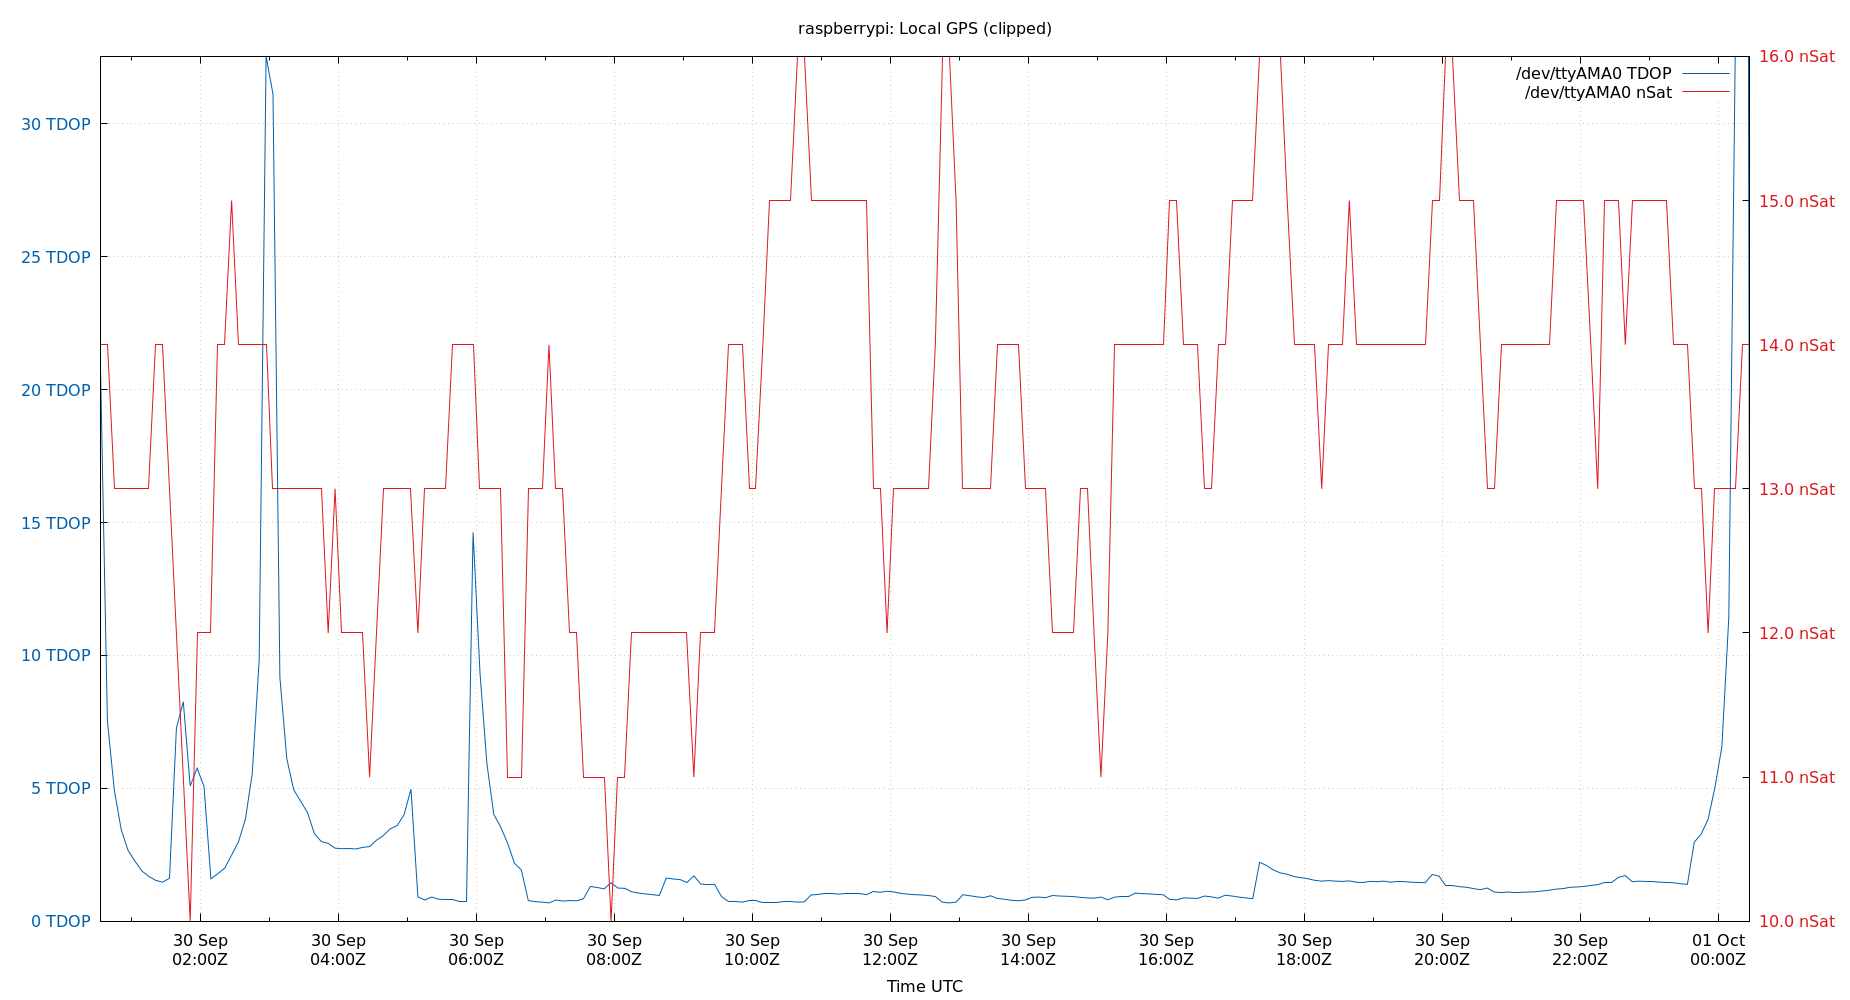 raspberrypi: Local GPS (clipped)
/dev/ttyAMA0 TDOP
/dev/ttyAMA0 nSat
30 TDOP
25 TDOP
20 TDOP
15 TDOP
10 TDOP
5 TDOP
0 TDOP
16.0 nSat
15.0 nSat
14.0 nSat
13.0 nSat
12.0 nSat
11.0 nSat
10.0 nSat
30 Sep
02:00Z
30 Sep
04:00Z
30 Sep
06:00Z
30 Sep
08:00Z
30 Sep
10:00Z
30 Sep
12:00Z
30 Sep
14:00Z
30 Sep
16:00Z
30 Sep
18:00Z
30 Sep
20:00Z
30 Sep
22:00Z
01 Oct
00:00Z
Time UTC